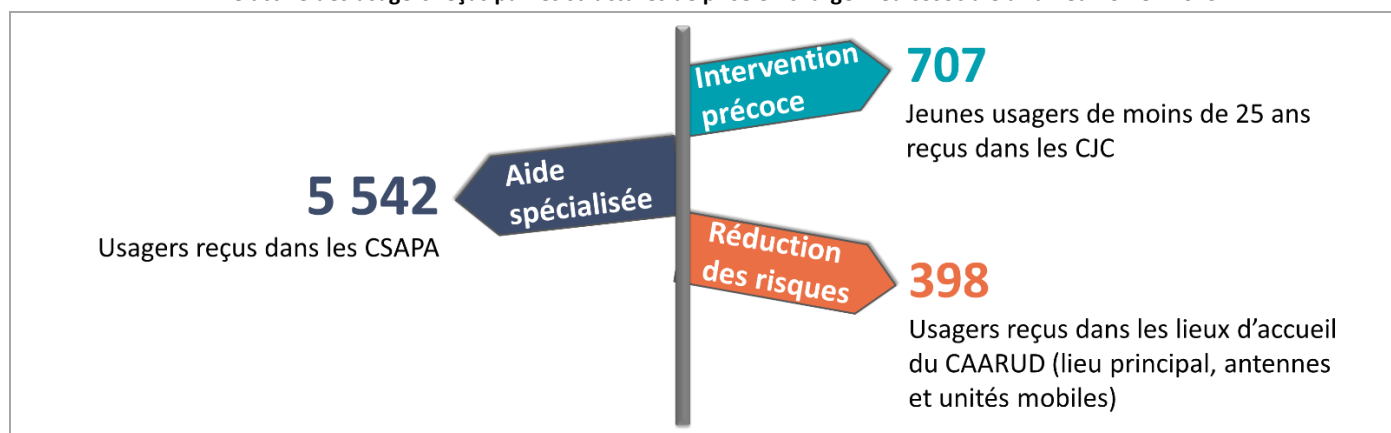 Intervention
précoce
707
Jeunes usagers de moins de 25 ans
reçus dans les CJC
Aide
spécialisée
5 542
Usagers reçus dans les CSAPA
Réduction
des risques
398
Usagers reçus dans les lieux d’accueil
du CAARUD (lieu principal, antennes
et unités mobiles)